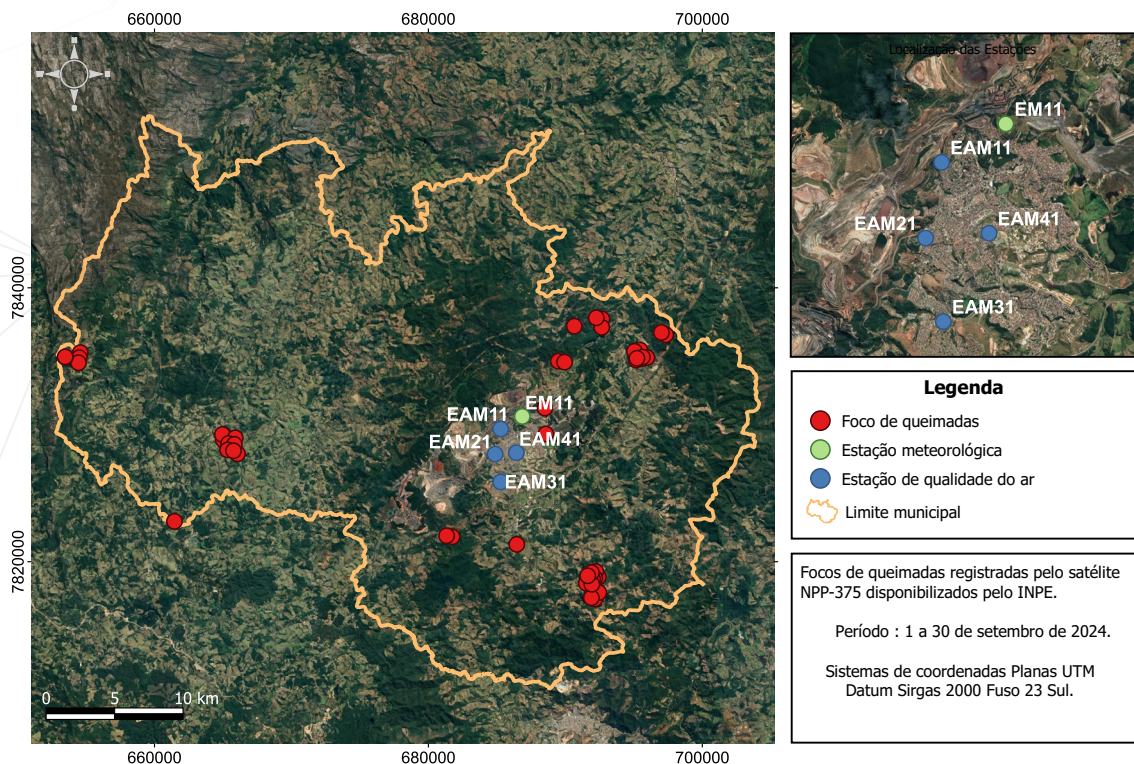 660000
680000
700000
7840000
7820000
EM11
EAM11
EAM21
EAM41
EAM31
0 5 10 km
660000
680000
700000
Localização das Estações
EM11
EAM11
EAM21
EAM41
EAM31
Legenda
Foco de queimadas
Estação meteorológica
Estação de qualidade do ar
Limite municipal
Focos de queimadas registradas pelo satélite
NPP-375 disponibilizados pelo INPE.
Período : 1 a 30 de setembro de 2024.
Sistemas de coordenadas Planas UTM
Datum Sirgas 2000 Fuso 23 Sul.